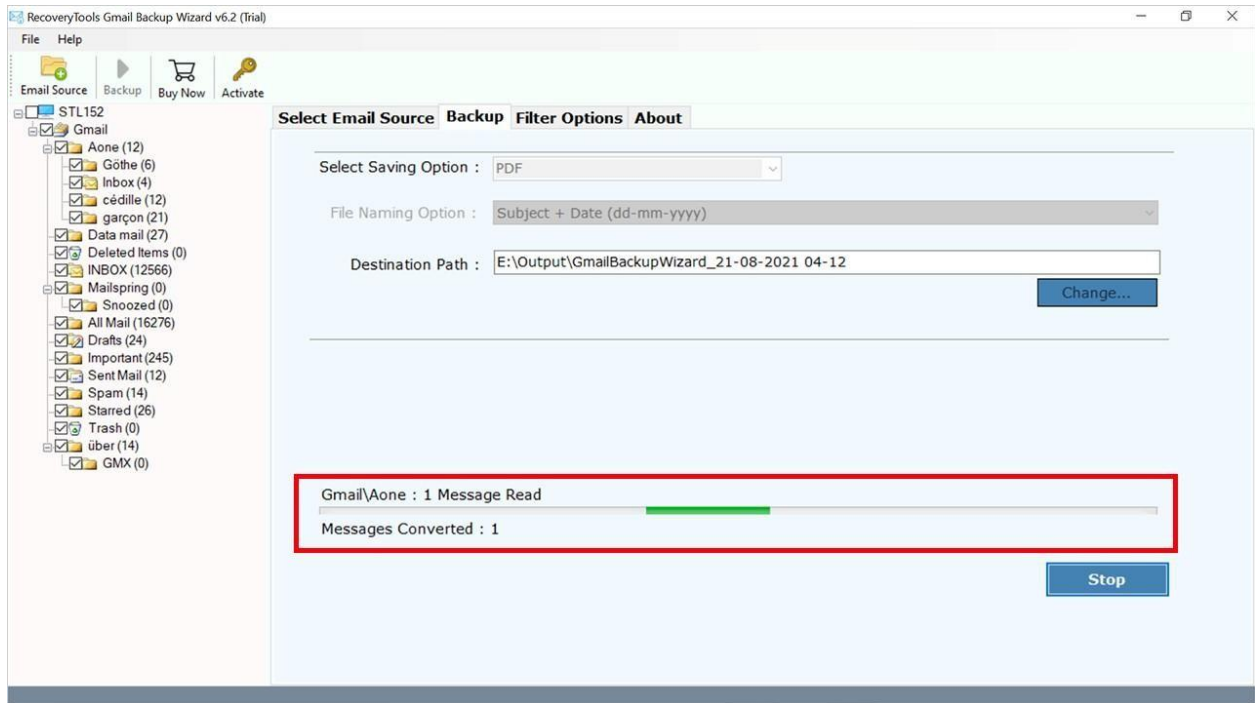 RecoveryTools Gmail Backup Wizard v6.2 (Trial)
File Help
Email Source Backup Buy Now Activate
STL152
Gmail
Aone (12)
Göthe (6)
Inbox (4)
cédille (12)
garçon (21)
Data mail (27)
Deleted Items (0)
INBOX (12566)
Mailspring (0)
Snoozed (0)
All Mail (16276)
Drafts (24)
Important (245)
Sent Mail (12)
Spam (14)
Starred (26)
Trash (0)
über (14)
GMX (0)
Select Email Source Backup Filter Options About
Select Saving Option : PDF
File Naming Option : Subject + Date (dd-mm-yyyy)
Destination Path : E:\Output\GmailBackupWizard_21-08-2021 04-12
Change...
Gmail\Aone : 1 Message Read
Messages Converted : 1
Stop